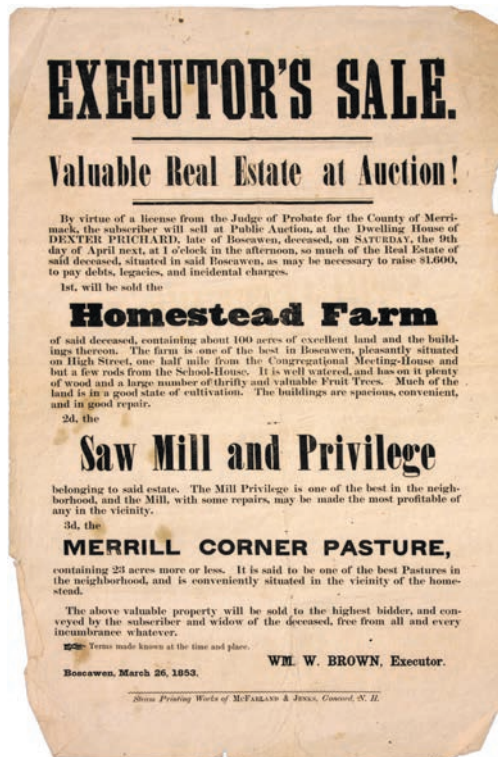 EXECUTOR'S SALE.
Valuable Real Estate at Auction!
By virtue of a license from the Judge of Probate for the County of Merri-
mack, the subscriber will sell at Public Auction, at the Dwelling House of
DEXTER PRICHARD, late of Boscawen, deceased, on SATURDAY, the 9th
day of April next, at 1 o'clock in the afternoon, so much of the Real Estate of
said deceased, situated in said Boscawen, as may be necessary to raise $1,600,
to pay debts, legacies, and incidental charges.
1st, will be sold the
Homestead Farm
of said deceased, containing about 100 acres of excellent land and the build-
ings thereon. The farm is one of the best in Boscawen, pleasantly situated
on High Street, one half mile from the Congregational Meeting-House and
but a few rods from the School-House. It is well watered, and has on it plenty
of wood and a large number of thrifty and valuable Fruit Trees. Much of the
land is in a good state of cultivation. The buildings are spacious, convenient,
and in good repair.
2d, the
Saw Mill and Privilege
belonging to said estate. The Mill Privilege is one of the best in the neigh-
borhood, and the Mill, with some repairs, may be made the most profitable of
any in the vicinity.
3d, the
MERRILL CORNER PASTURE,
containing 23 acres more or less. It is said to be one of the best Pastures in
the neighborhood, and is conveniently situated in the vicinity of the home-
stead.
The above valuable property will be sold to the highest bidder, and con-
veyed by the subscriber and widow of the deceased, free from all and every
incumbrance whatever.
Terms made known at the time and place.
WM. W. BROWN, Executor.
Boscawen, March 26, 1853.
Steam Printing Works of McFARLAND & JENKS, Concord, N. H.